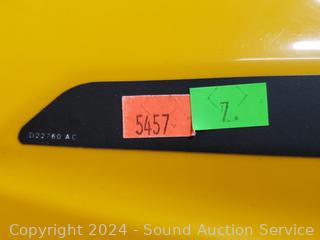 5457
7.
D22760 AC
Copyright © 2024 - Sound Auction Service